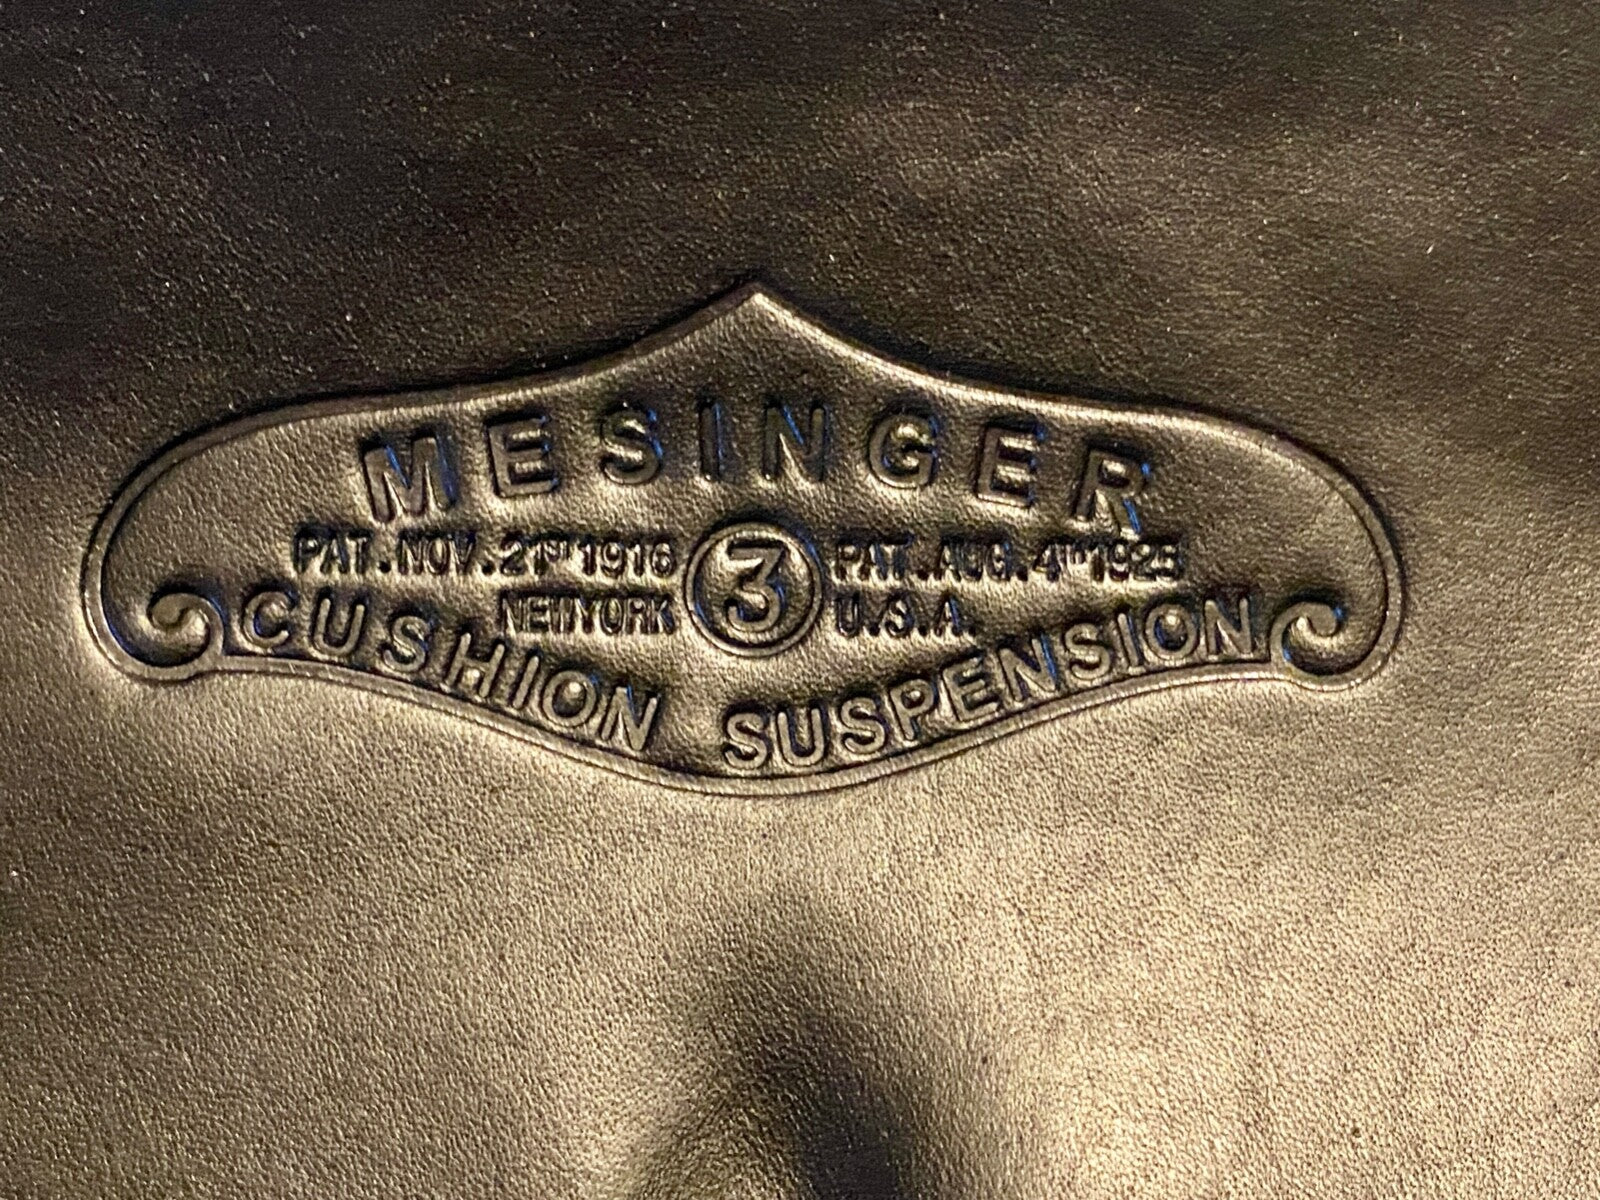 MESINGER
PAT. NOV. 21ST 1916 3 PAT. AUG. 4TH 1925
NEW YORK U.S.A.
CUSHION SUSPENSION